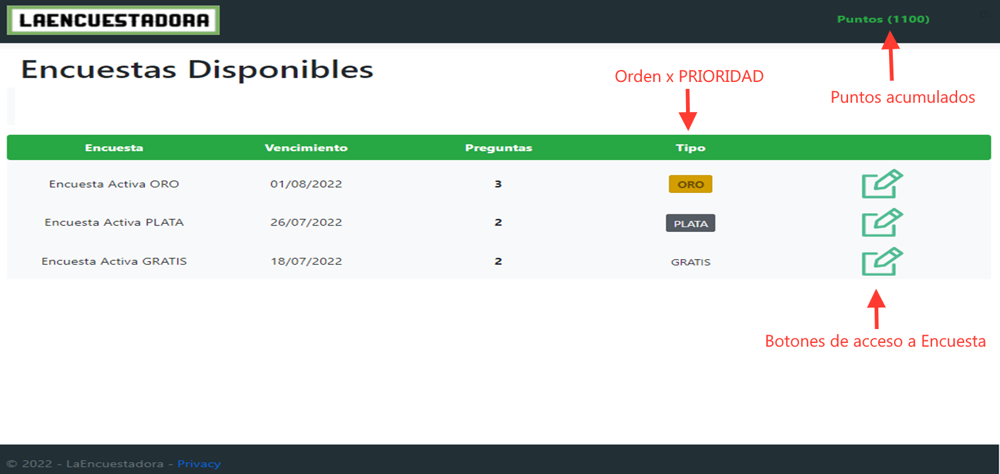 LAENCUESTADORA
Puntos (1100)
Encuestas Disponibles
Orden x PRIORIDAD
Puntos acumulados
Encuesta Vencimiento Preguntas Tipo
Encuesta Activa ORO 01/08/2022 3 ORO
Encuesta Activa PLATA 26/07/2022 2 PLATA
Encuesta Activa GRATIS 18/07/2022 2 GRATIS
Botones de acceso a Encuesta
© 2022 - LaEncuestadora - Privacy